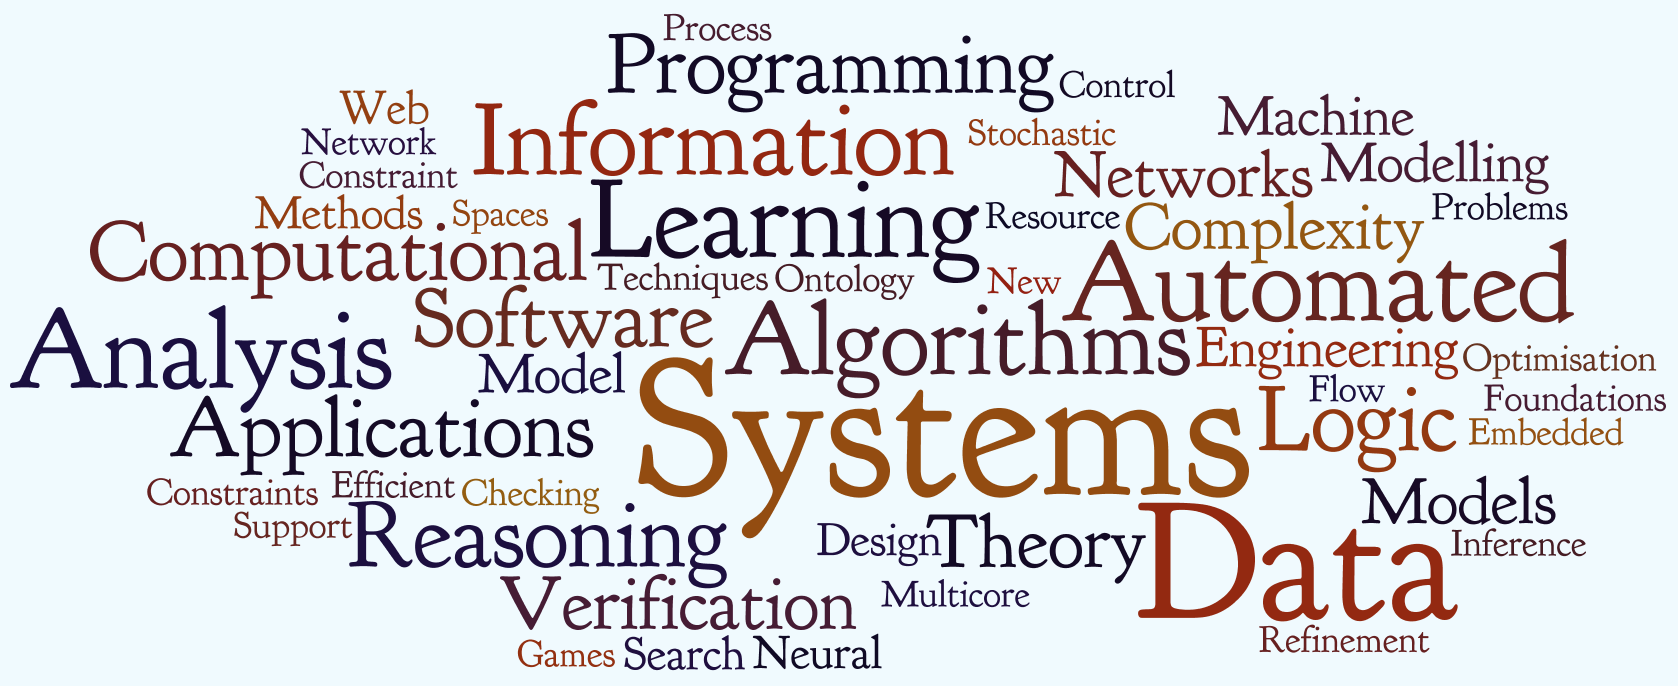 Process
Programming
Control
Web
Information
Machine
Stochastic
Network
Networks
Modelling
Constraint
Learning
Methods
Spaces
Resource
Complexity
Problems
Computational
Techniques
Ontology
New
Automated
Software
Algorithms
Analysis
Engineering
Optimisation
Model
Systems
Flow
Foundations
Logic
Embedded
Applications
Constraints
Efficient
Checking
Models
Support
Reasoning
Design
Theory
Data
Inference
Verification
Multicore
Refinement
Games
Search
Neural